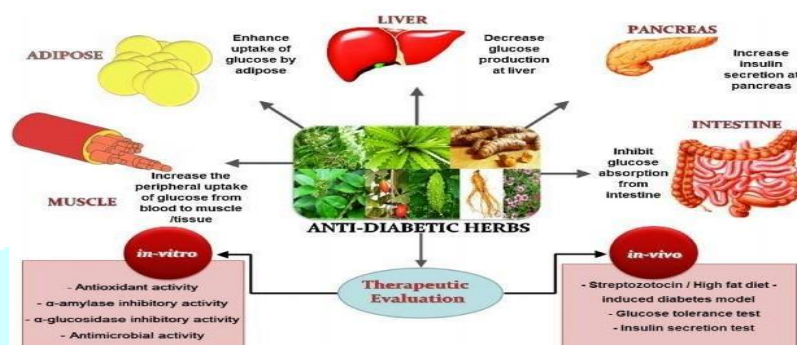 LIVER
PANCREAS
ADIPOSE
Enhance
uptake of
glucose by
adipose
Decrease
glucose
production
at liver
Increase
insulin
secretion at
pancreas
INTESTINE
Inhibit
glucose
absorption
from
intestine
MUSCLE
Increase the
peripheral uptake
of glucose from
blood to muscle
/tissue
ANTI-DIABETIC HERBS
in-vitro
- Antioxidant activity
- α-amylase inhibitory activity
- α-glucosidase inhibitory activity
- Antimicrobial activity
Therapeutic
Evaluation
in-vivo
- Streptozotocin / High fat diet -
induced diabetes model
- Glucose tolerance test
- Insulin secretion test